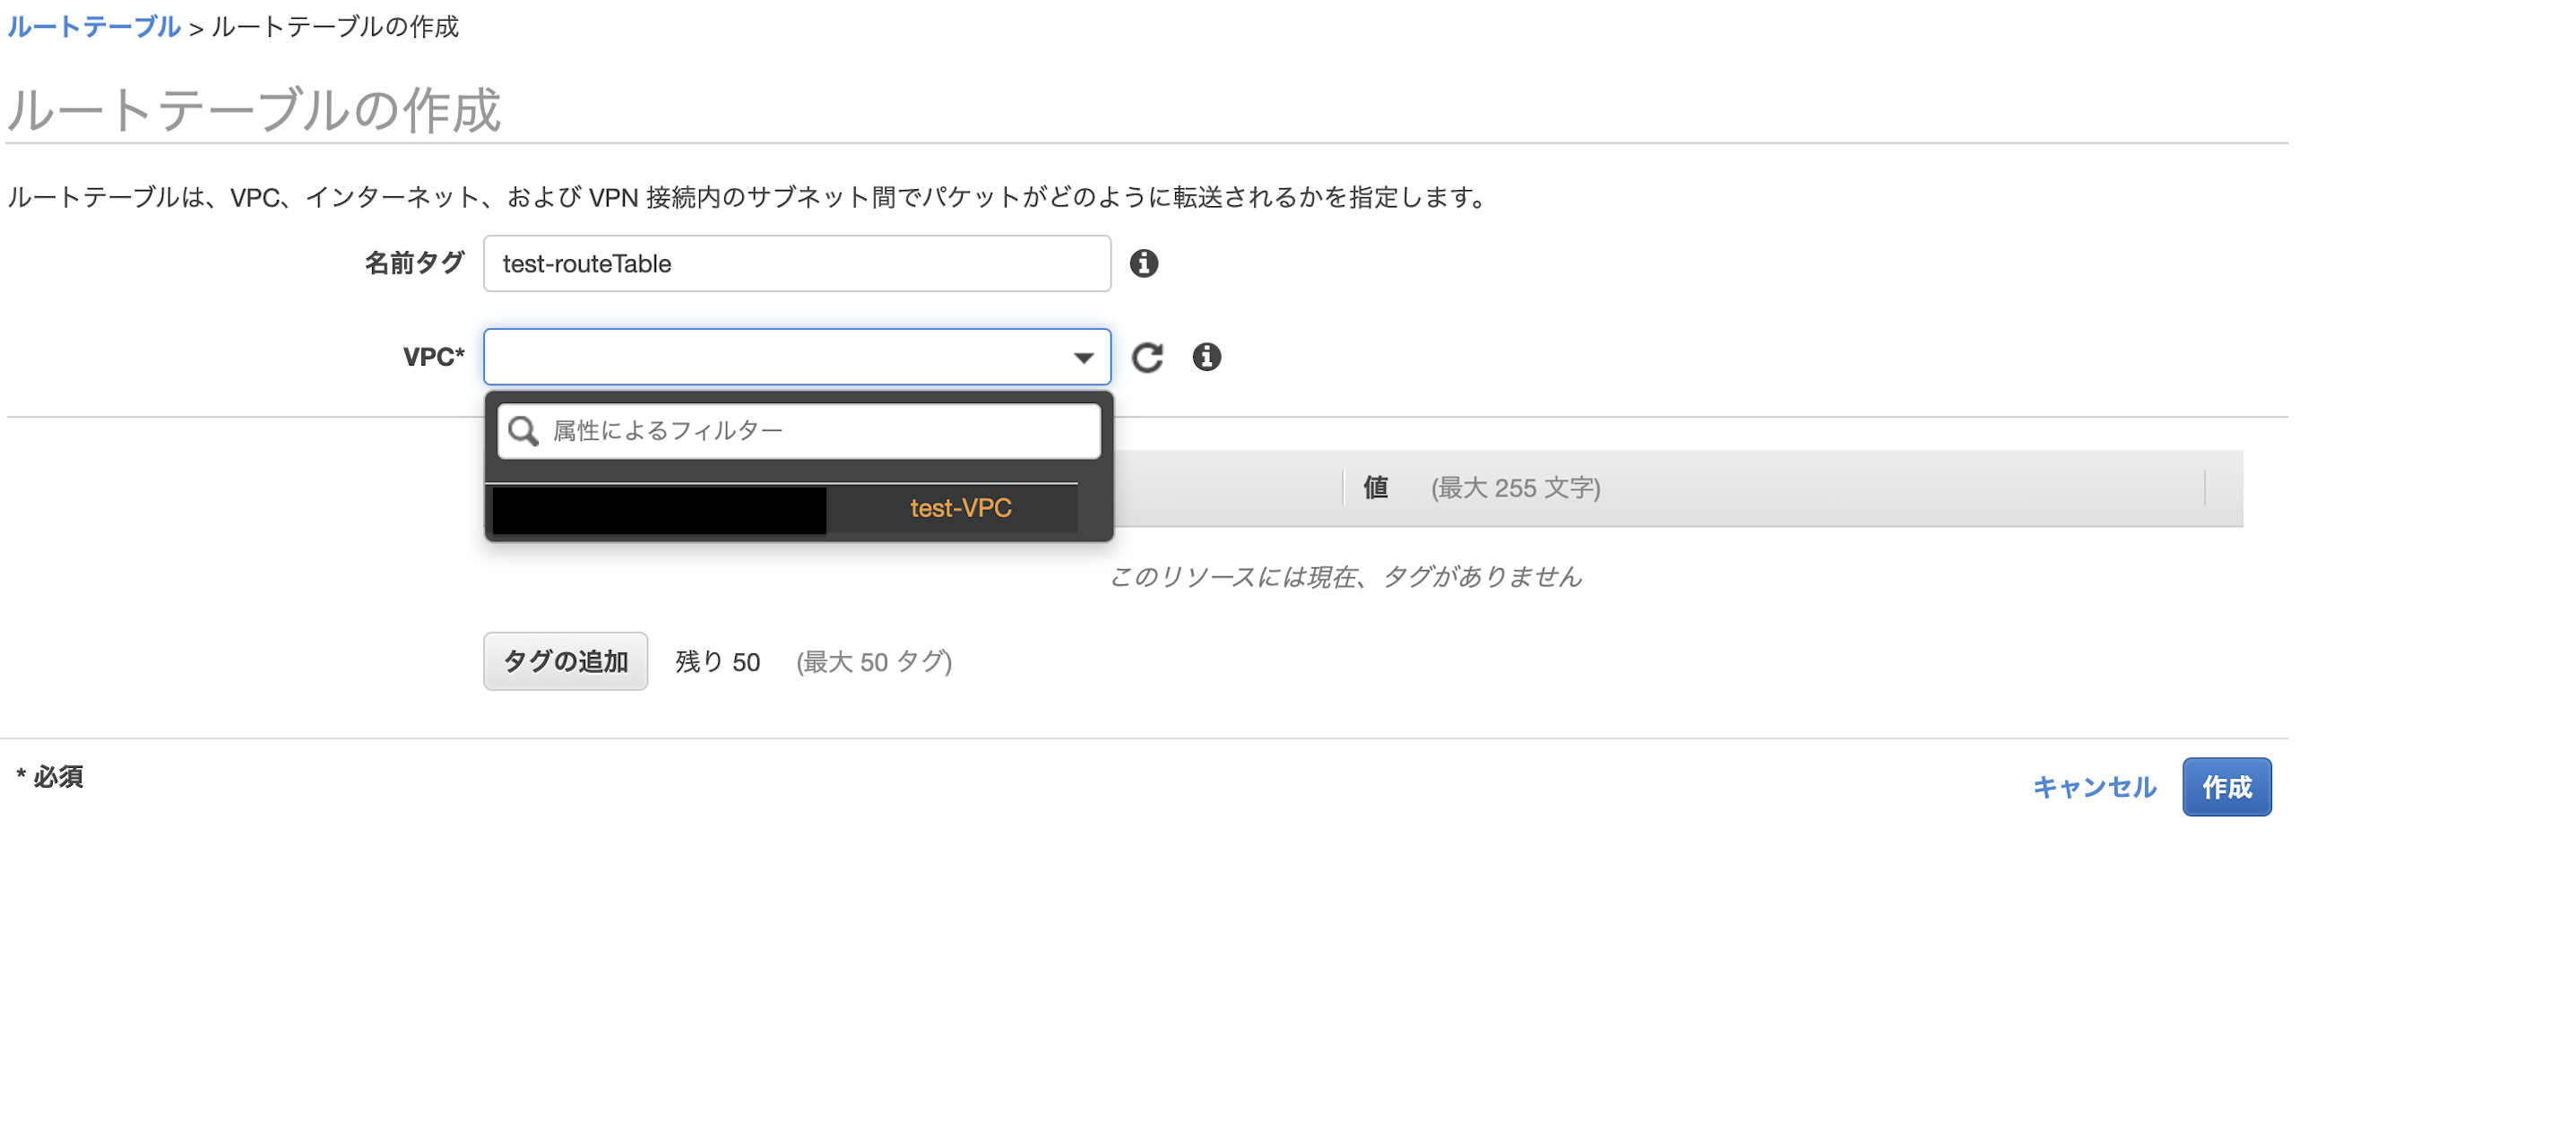 ルートテーブル > ルートテーブルの作成
ルートテーブルの作成
ルートテーブルは、VPC、インターネット、および VPN 接続内のサブネット間でパケットがどのように転送されるかを指定します。
名前タグ test-routeTable
VPC*
属性によるフィルター
test-VPC
値 (最大 255 文字)
このリソースには現在、タグがありません
タグの追加 残り 50 (最大 50 タグ)
* 必須
キャンセル 作成